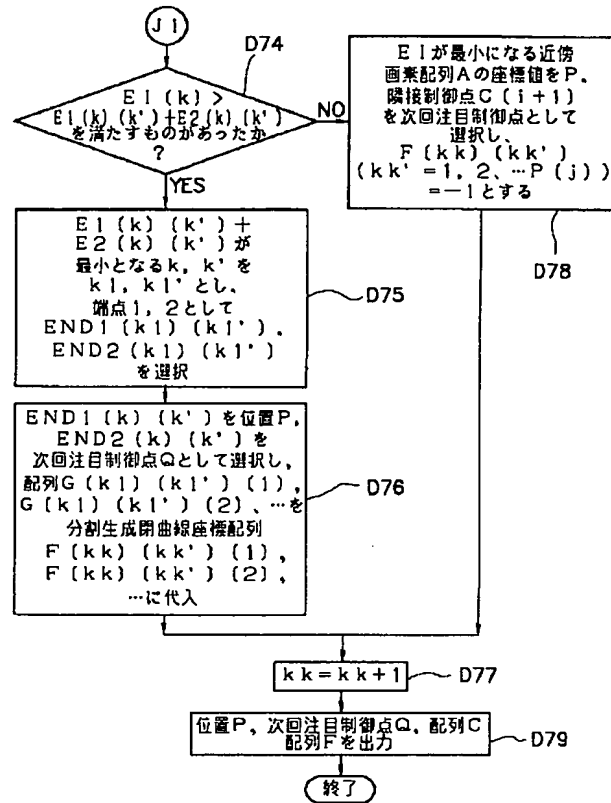 J1
D74
E1(k)>
E1(k)(k')+E2(k)(k')
を満たすものがあったか
?
NO
YES
E1が最小になる近傍
画素配列Aの座標値をP,
隣接制御点C(i+1)
を次回注目制御点として
選択し、
F(kk)(kk')
(kk'=1, 2、…P(j))
=―1とする
D78
E1(k)(k')+
E2(k)(k')が
最小となるk,k'を
k1,k1'とし、
端点1,2として
END1(k1)(k1'),
END2(k1)(k1')
を選択
D75
END1(k)(k')を位置P,
END2(k)(k')を
次回注目制御点Qとして選択し,
配列G(k1)(k1')(1),
G(k1)(k1')(2)、…を
分割生成閉曲線座標配列
F(kk)(kk')(1),
F(kk)(kk')(2),
…に代入
D76
kk=kk+1
D77
位置P,次回注目制御点Q,配列C
配列Fを出力
D79
終了